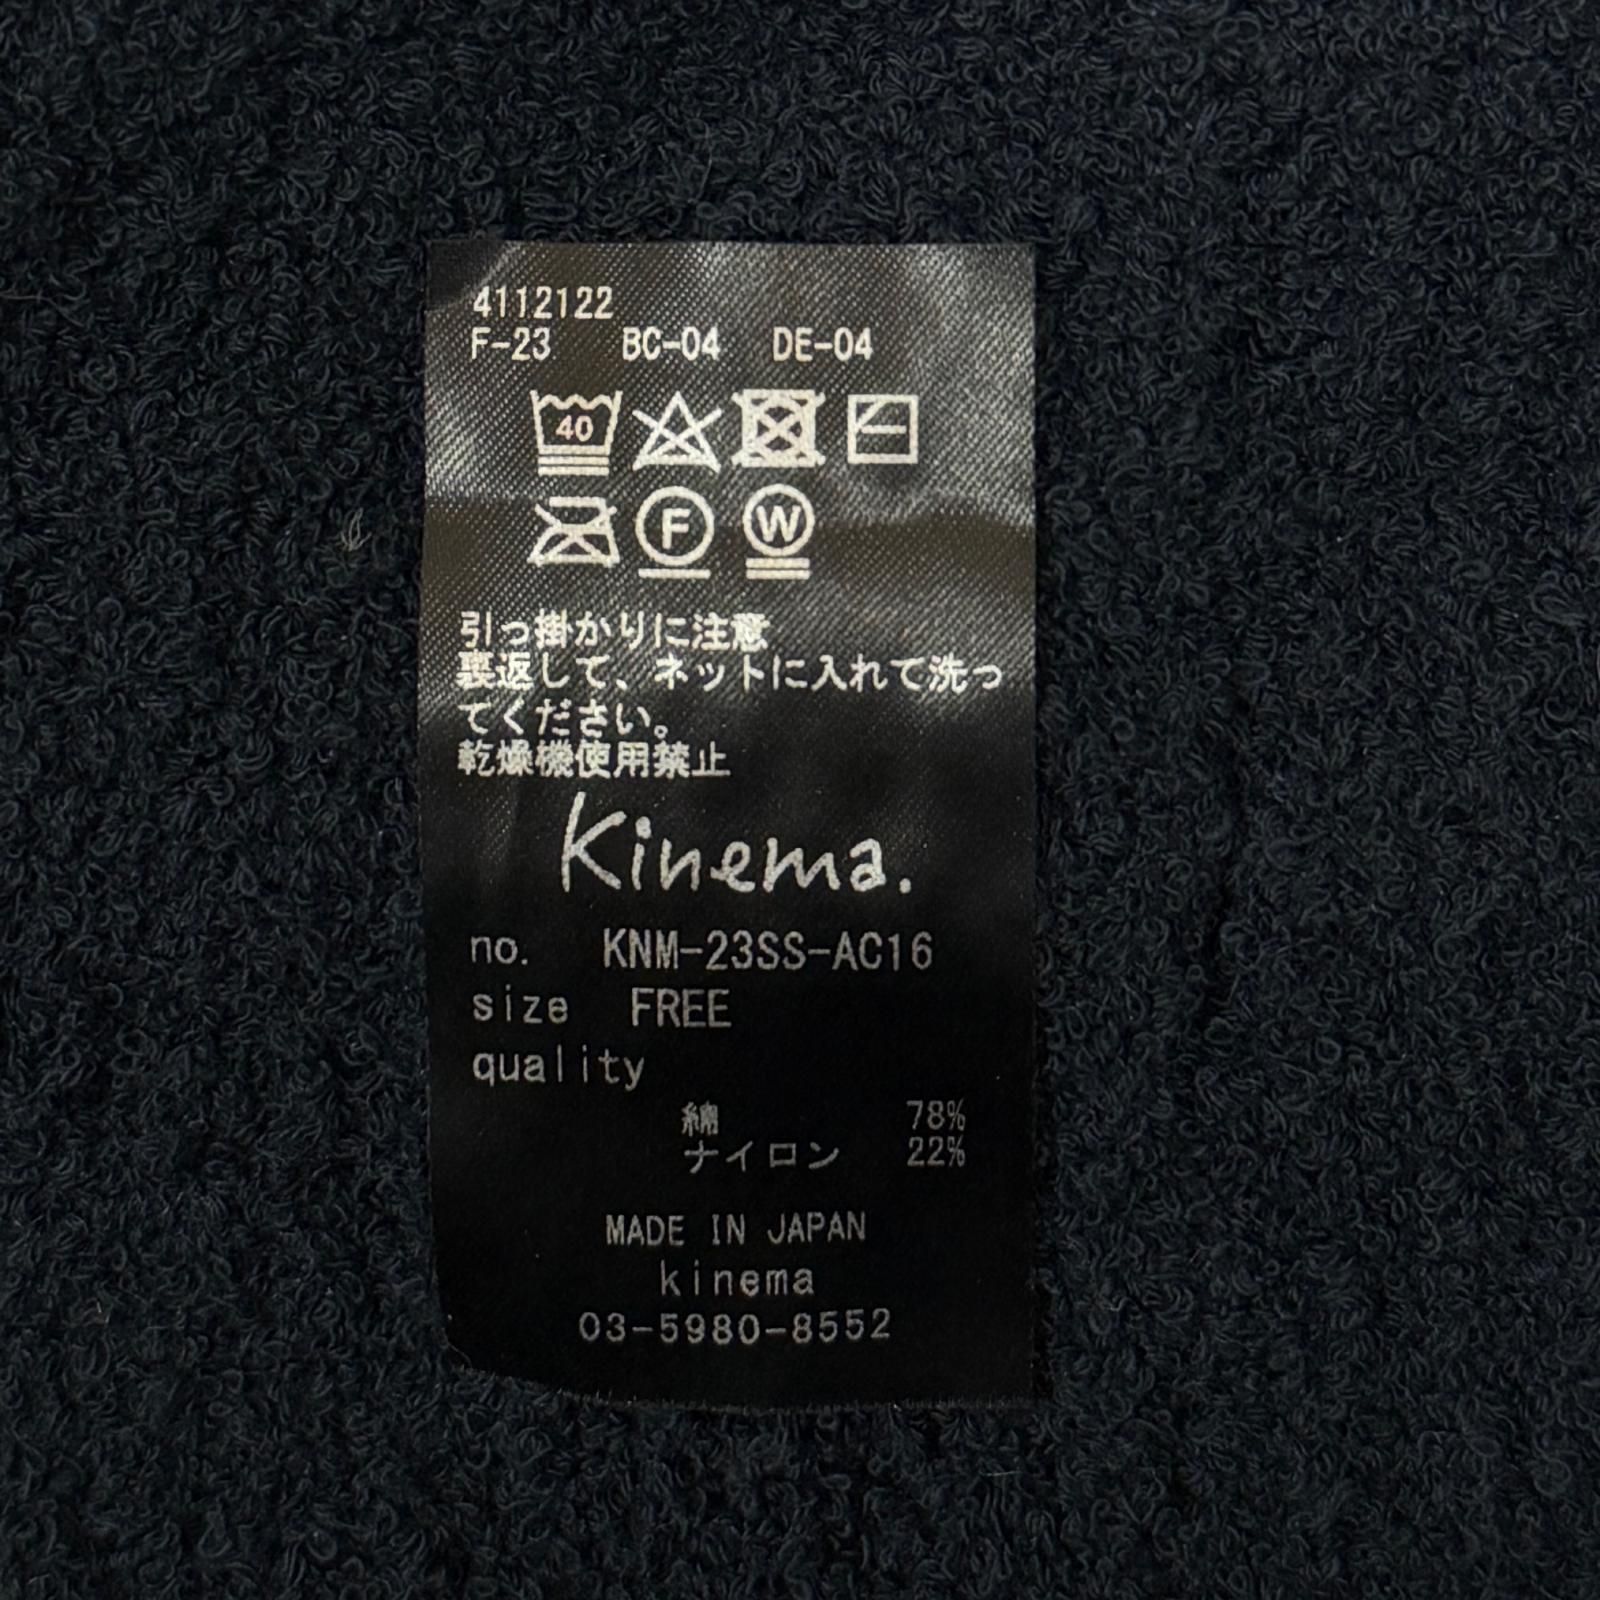 4112122
F-23 BC-04 DE-04
40
F W
引っ掛かりに注意
裏返して、ネットに入れて洗っ
てください。
乾燥機使用禁止
Kinema.
no. KNM-23SS-AC16
size FREE
quality
綿 78%
ナイロン 22%
MADE IN JAPAN
kinema
03-5980-8552